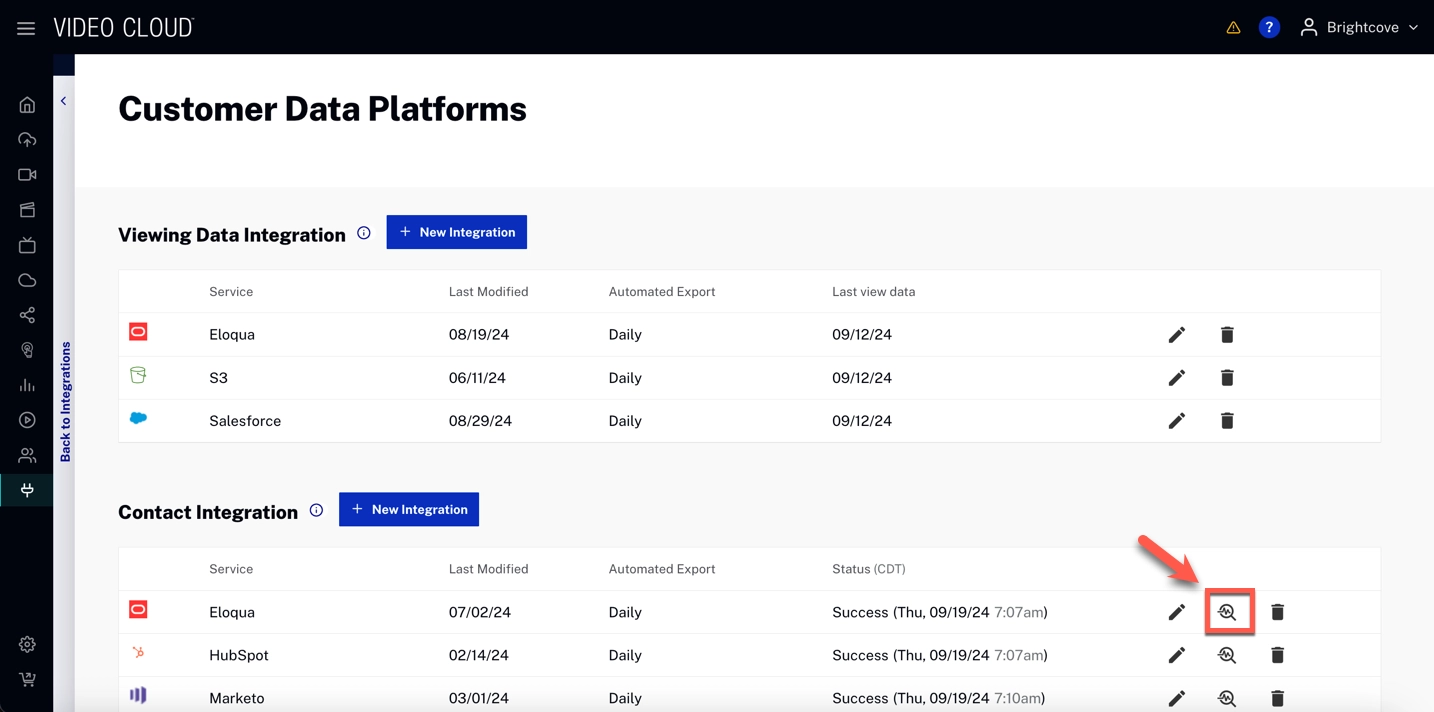 VIDEO CLOUD
? Brightcove
Customer Data Platforms
Back to Integrations
Viewing Data Integration + New Integration
Service Last Modified Automated Export Last view data
Eloqua 08/19/24 Daily 09/12/24
S3 06/11/24 Daily 09/12/24
Salesforce 08/29/24 Daily 09/12/24
Contact Integration + New Integration
Service Last Modified Automated Export Status (CDT)
Eloqua 07/02/24 Daily Success (Thu, 09/19/24 7:07am)
HubSpot 02/14/24 Daily Success (Thu, 09/19/24 7:07am)
Marketo 03/01/24 Daily Success (Thu, 09/19/24 7:10am)